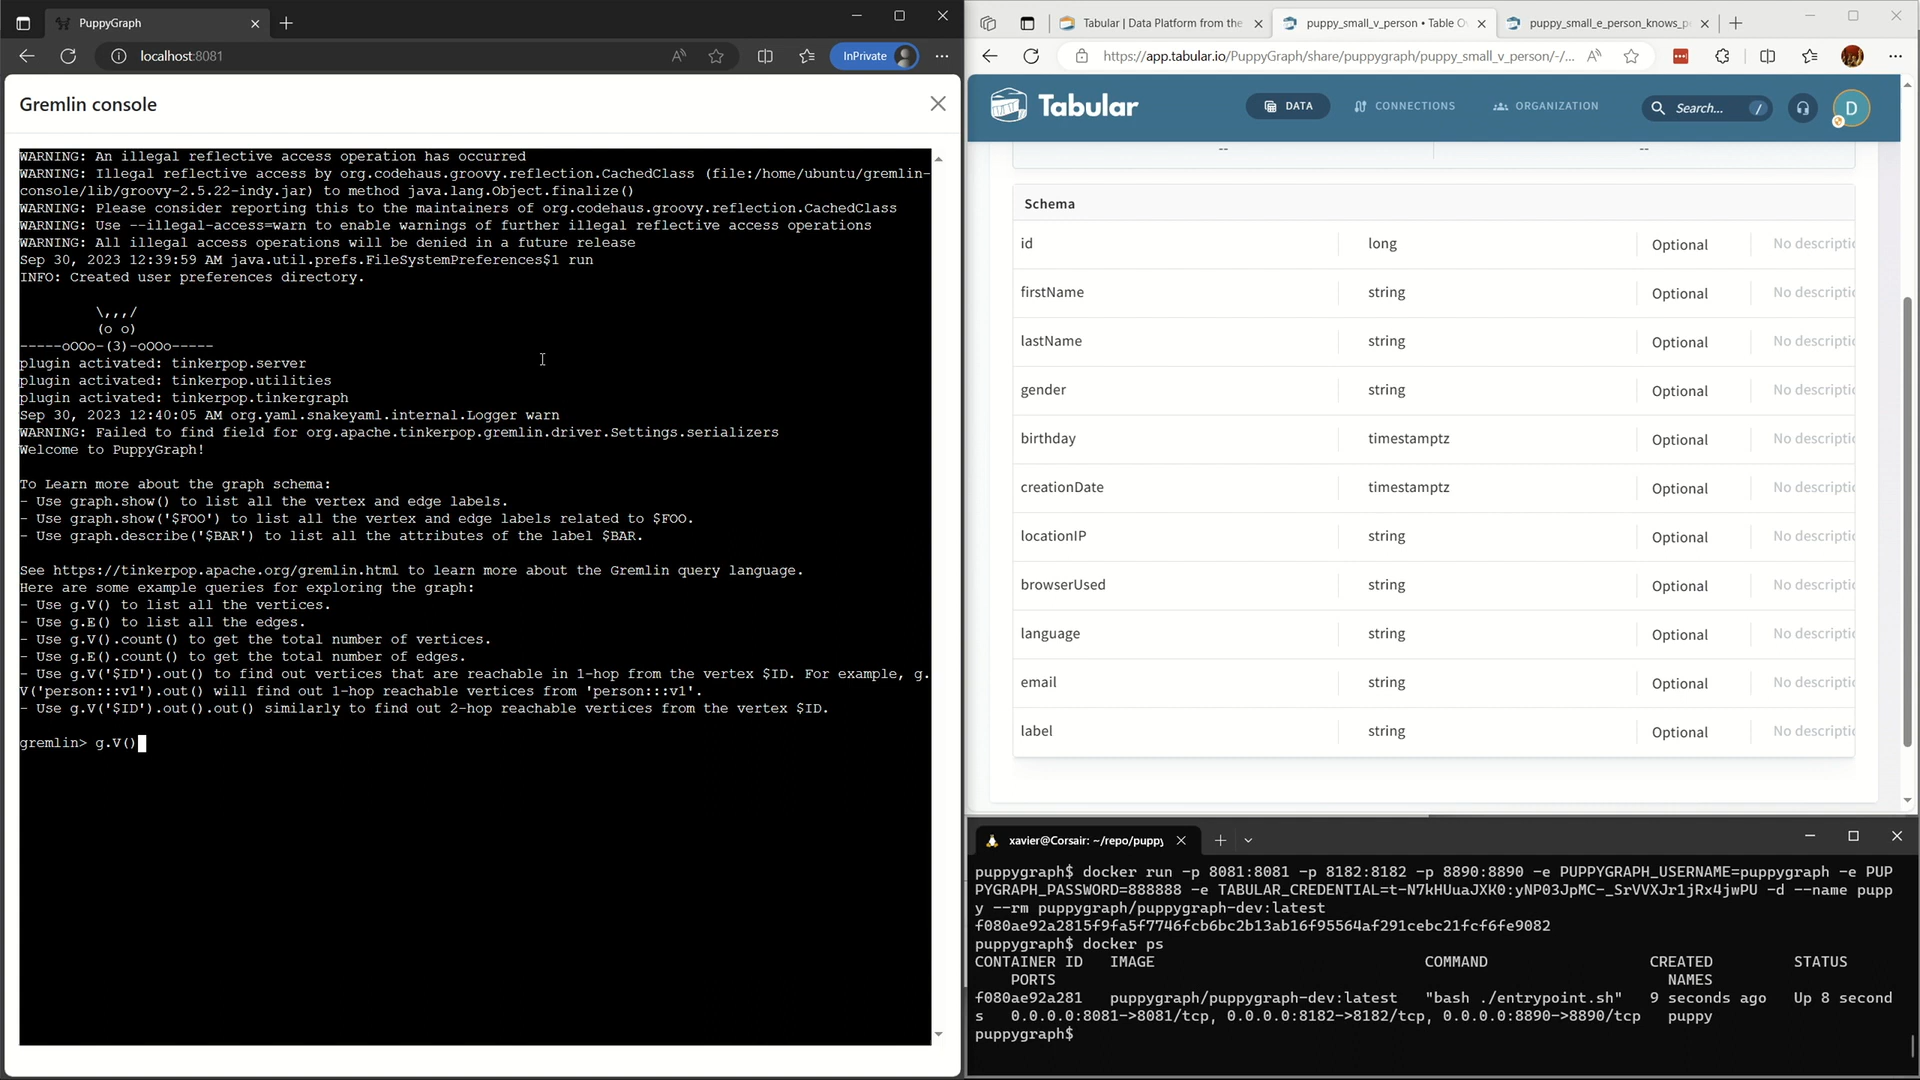 PuppyGraph
localhost:8081
InPrivate
Gremlin console
WARNING: An illegal reflective access operation has occurred
WARNING: Illegal reflective access by org.codehaus.groovy.reflection.CachedClass (file:/home/ubuntu/gremlin-
console/lib/groovy-2.5.22-indy.jar) to method java.lang.Object.finalize()
WARNING: Please consider reporting this to the maintainers of org.codehaus.groovy.reflection.CachedClass
WARNING: Use --illegal-access=warn to enable warnings of further illegal reflective access operations
WARNING: All illegal access operations will be denied in a future release
Sep 30, 2023 12:39:59 AM java.util.prefs.FileSystemPreferences$1 run
INFO: Created user preferences directory.
\,,,/
(o o)
-----oOOo-(3)-oOOo-----
plugin activated: tinkerpop.server
plugin activated: tinkerpop.utilities
plugin activated: tinkerpop.tinkergraph
Sep 30, 2023 12:40:05 AM org.yaml.snakeyaml.internal.Logger warn
WARNING: Failed to find field for org.apache.tinkerpop.gremlin.driver.Settings.serializers
Welcome to PuppyGraph!
To Learn more about the graph schema:
- Use graph.show() to list all the vertex and edge labels.
- Use graph.show('$FOO') to list all the vertex and edge labels related to $FOO.
- Use graph.describe('$BAR') to list all the attributes of the label $BAR.
See https://tinkerpop.apache.org/gremlin.html to learn more about the Gremlin query language.
Here are some example queries for exploring the graph:
- Use g.V() to list all the vertices.
- Use g.E() to list all the edges.
- Use g.V().count() to get the total number of vertices.
- Use g.E().count() to get the total number of edges.
- Use g.V('$ID').out() to find out vertices that are reachable in 1-hop from the vertex $ID. For example, g.
V('person:::v1').out() will find out 1-hop reachable vertices from 'person:::v1'.
- Use g.V('$ID').out().out() similarly to find out 2-hop reachable vertices from the vertex $ID.
gremlin> g.V()
Tabular | Data Platform from the
puppy_small_v_person • Table O
puppy_small_e_person_knows_p
https://app.tabular.io/PuppyGraph/share/puppygraph/puppy_small_v_person/-/...
Tabular
DATA
CONNECTIONS
ORGANIZATION
Search...
/
D
-- --
Schema
id long Optional No descriptic
firstName string Optional No descriptic
lastName string Optional No descriptic
gender string Optional No descriptic
birthday timestamptz Optional No descriptic
creationDate timestamptz Optional No descriptic
locationIP string Optional No descriptic
browserUsed string Optional No descriptic
language string Optional No descriptic
email string Optional No descriptic
label string Optional No descriptic
xavier@Corsair: ~/repo/puppy
puppygraph$ docker run -p 8081:8081 -p 8182:8182 -p 8890:8890 -e PUPPYGRAPH_USERNAME=puppygraph -e PUP
PYGRAPH_PASSWORD=888888 -e TABULAR_CREDENTIAL=t-N7kHUuaJXK0:yNP03JpMC-_SrVVXJr1jRx4jwPU -d --name pupp
y --rm puppygraph/puppygraph-dev:latest
f080ae92a2815f9fa5f7746fcb6bc2b13ab16f95564af291cebc21fcf6fe9082
puppygraph$ docker ps
CONTAINER ID IMAGE COMMAND CREATED STATUS
PORTS NAMES
f080ae92a281 puppygraph/puppygraph-dev:latest "bash ./entrypoint.sh" 9 seconds ago Up 8 second
s 0.0.0.0:8081->8081/tcp, 0.0.0.0:8182->8182/tcp, 0.0.0.0:8890->8890/tcp puppy
puppygraph$